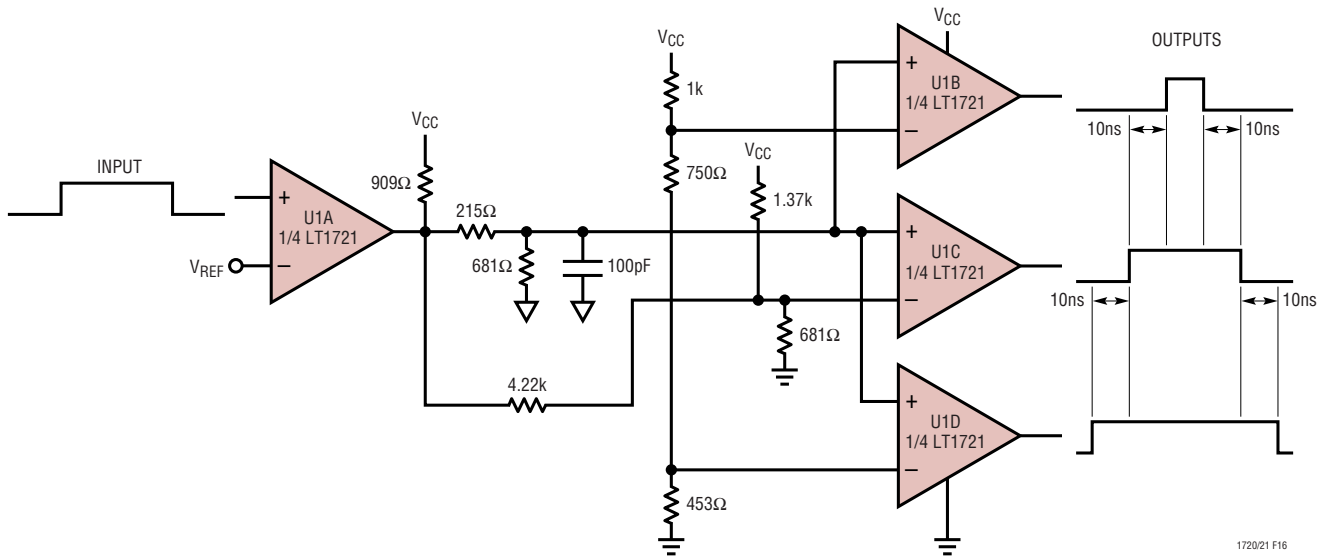 INPUT
VREF
+
−
U1A
1/4 LT1721
VCC
909Ω
215Ω
681Ω
100pF
4.22k
VCC
1k
750Ω
453Ω
VCC
1.37k
681Ω
VCC
+
−
U1B
1/4 LT1721
+
−
U1C
1/4 LT1721
+
−
U1D
1/4 LT1721
OUTPUTS
10ns
10ns
10ns
10ns
1720/21 F16